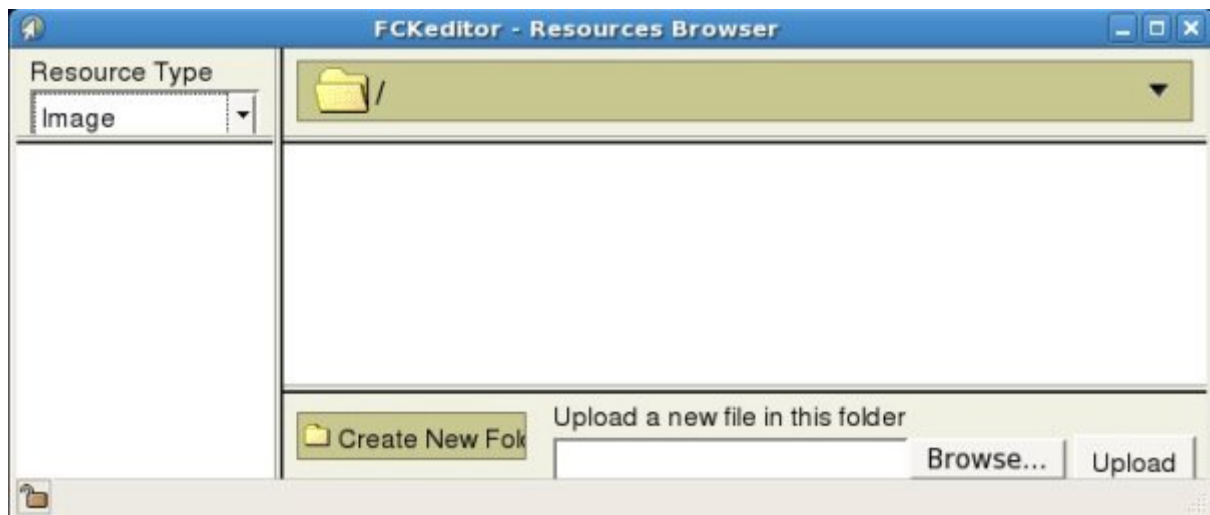 FCKeditor - Resources Browser
Resource Type
Image
/
Create New Fol
Upload a new file in this folder
Browse...
Upload